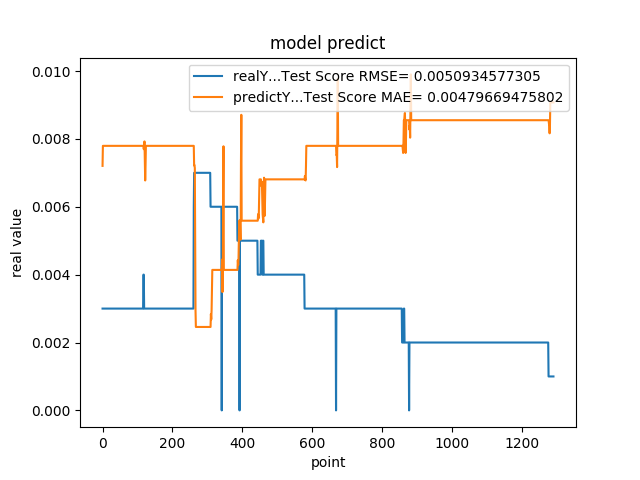 model predict
realY...Test Score RMSE= 0.0050934577305
predictY...Test Score MAE= 0.00479669475802
real value
0.010
0.008
0.006
0.004
0.002
0.000
0 200 400 600 800 1000 1200
point